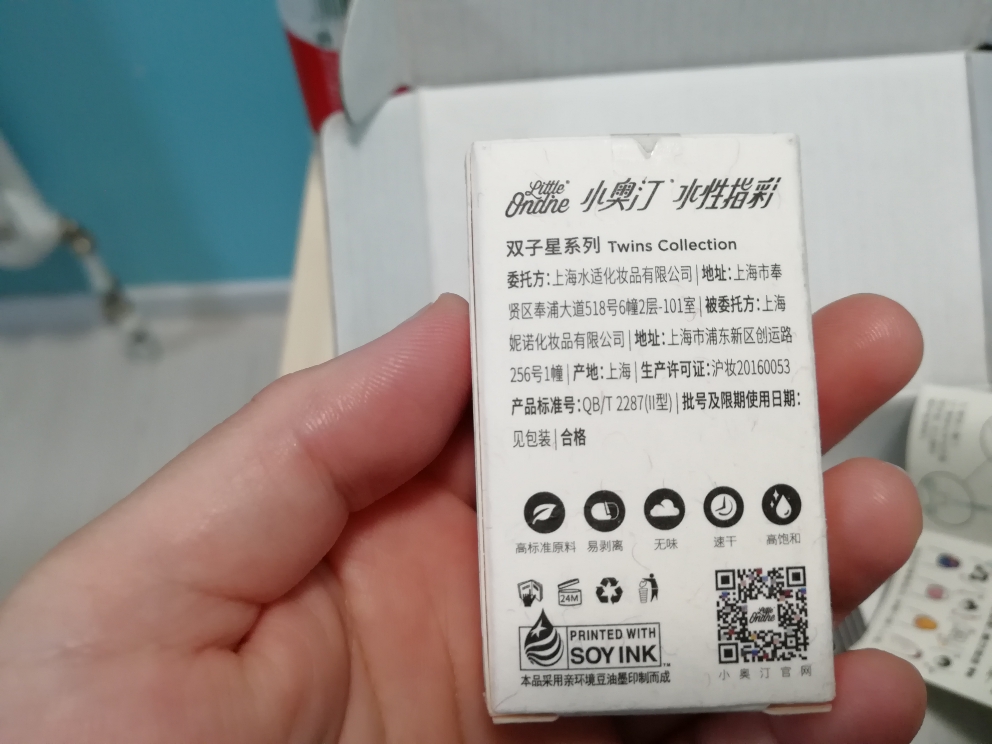 Little Ondine 小奥汀 水性指彩
双子星系列 Twins Collection
委托方：上海水适化妆品有限公司 | 地址：上海市奉
贤区奉浦大道518号6幢2层-101室 | 被委托方：上海
妮诺化妆品有限公司 | 地址：上海市浦东新区创运路
256号1幢 | 产地：上海 | 生产许可证：沪妆20160053
产品标准号：QB/T 2287(II型) | 批号及限期使用日期：
见包装 | 合格
高标准原料 易剥离 无味 速干 高饱和
24M
PRINTED WITH
SOY INK™
Little Ondine
本品采用亲环境豆油墨印制而成
小奥汀官网